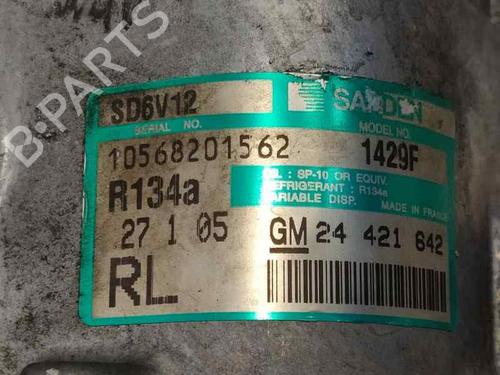 B-PARTS
SD6V12
SANDEN
SERIAL NO.
MODEL NO.
10568201562
1429F
R134a
OIL : SP-10 OR EQUIV.
REFRIGERANT : R134a
VARIABLE DISP. MADE IN FRANCE
27 1 05
GM 24 421 642
RL